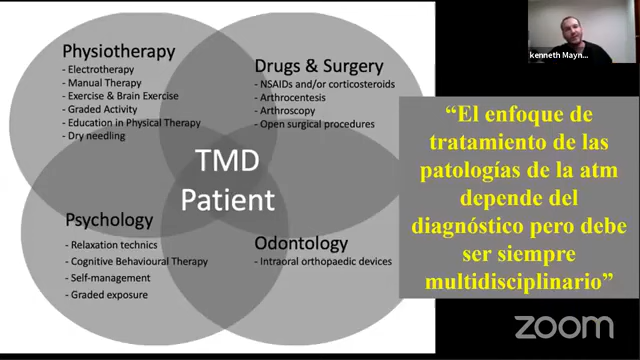 Physiotherapy
- Electrotherapy
- Manual Therapy
- Exercise & Brain Exercise
- Graded Activity
- Education in Physical Therapy
- Dry needling
Drugs & Surgery
- NSAIDs and/or corticosteroids
- Arthrocentesis
- Arthroscopy
- Open surgical procedures
TMD
Patient
Psychology
- Relaxation technics
- Cognitive Behavioural Therapy
- Self-management
- Graded exposure
Odontology
- Intraoral orthopaedic devices
kenneth Mayn...
“El enfoque de
tratamiento de las
patologías de la atm
depende del
diagnóstico pero debe
ser siempre
multidisciplinario”
zoom